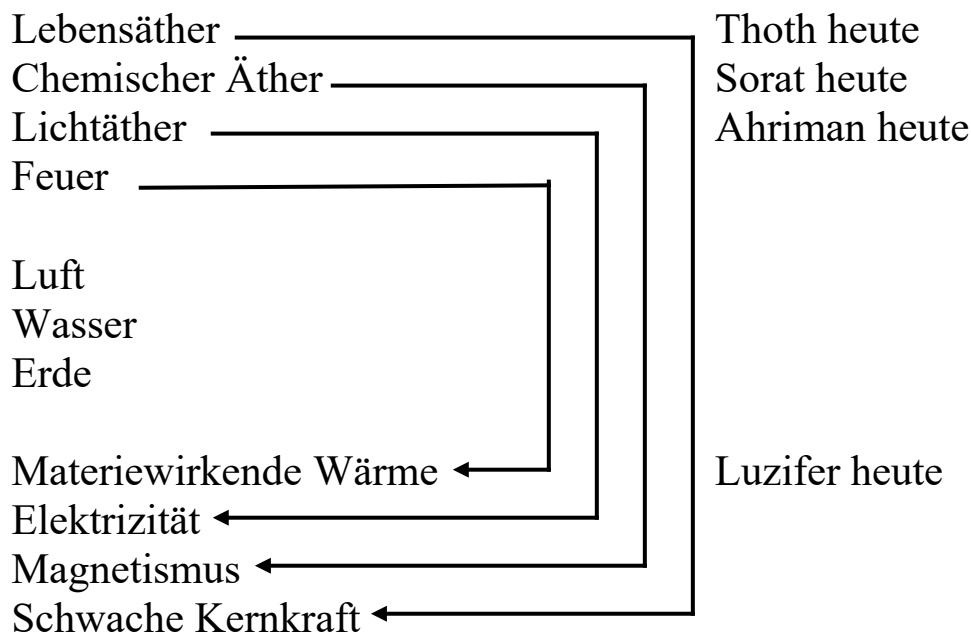 Lebensäther Thoth heute
Chemischer Äther Sorat heute
Lichtäther Ahriman heute
Feuer
Luft
Wasser
Erde
Materiewirkende Wärme Luzifer heute
Elektrizität
Magnetismus
Schwache Kernkraft